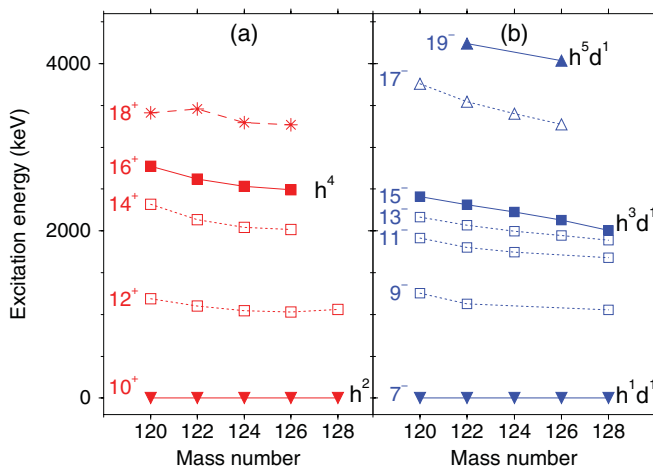 (a)
(b)
19⁻
h⁵d¹
4000
17⁻
18⁺
16⁺
h⁴
15⁻
14⁺
13⁻
h³d¹
2000
11⁻
12⁺
9⁻
10⁺
h²
7⁻
h¹d¹
0
120 122 124 126 128
120 122 124 126 128
Mass number
Mass number
Excitation energy (keV)